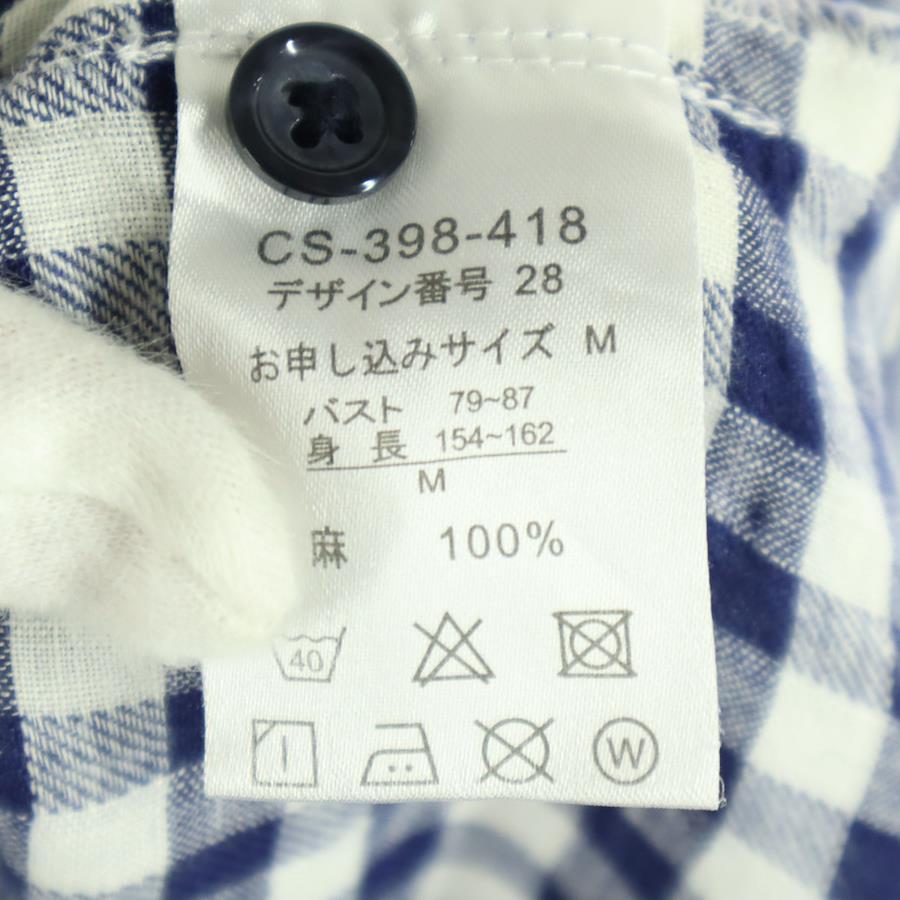 CS-398-418
デザイン番号 28
お申し込みサイズ M
バスト 79~87
身 長 154~162
M
麻 100%
40
W